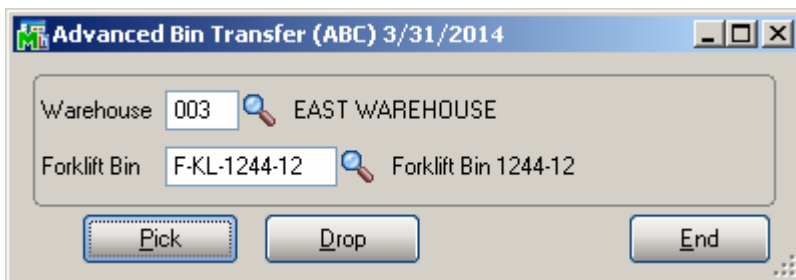 Advanced Bin Transfer (ABC) 3/31/2014
Warehouse 003 EAST WAREHOUSE
Forklift Bin F-KL-1244-12 Forklift Bin 1244-12
Pick Drop End